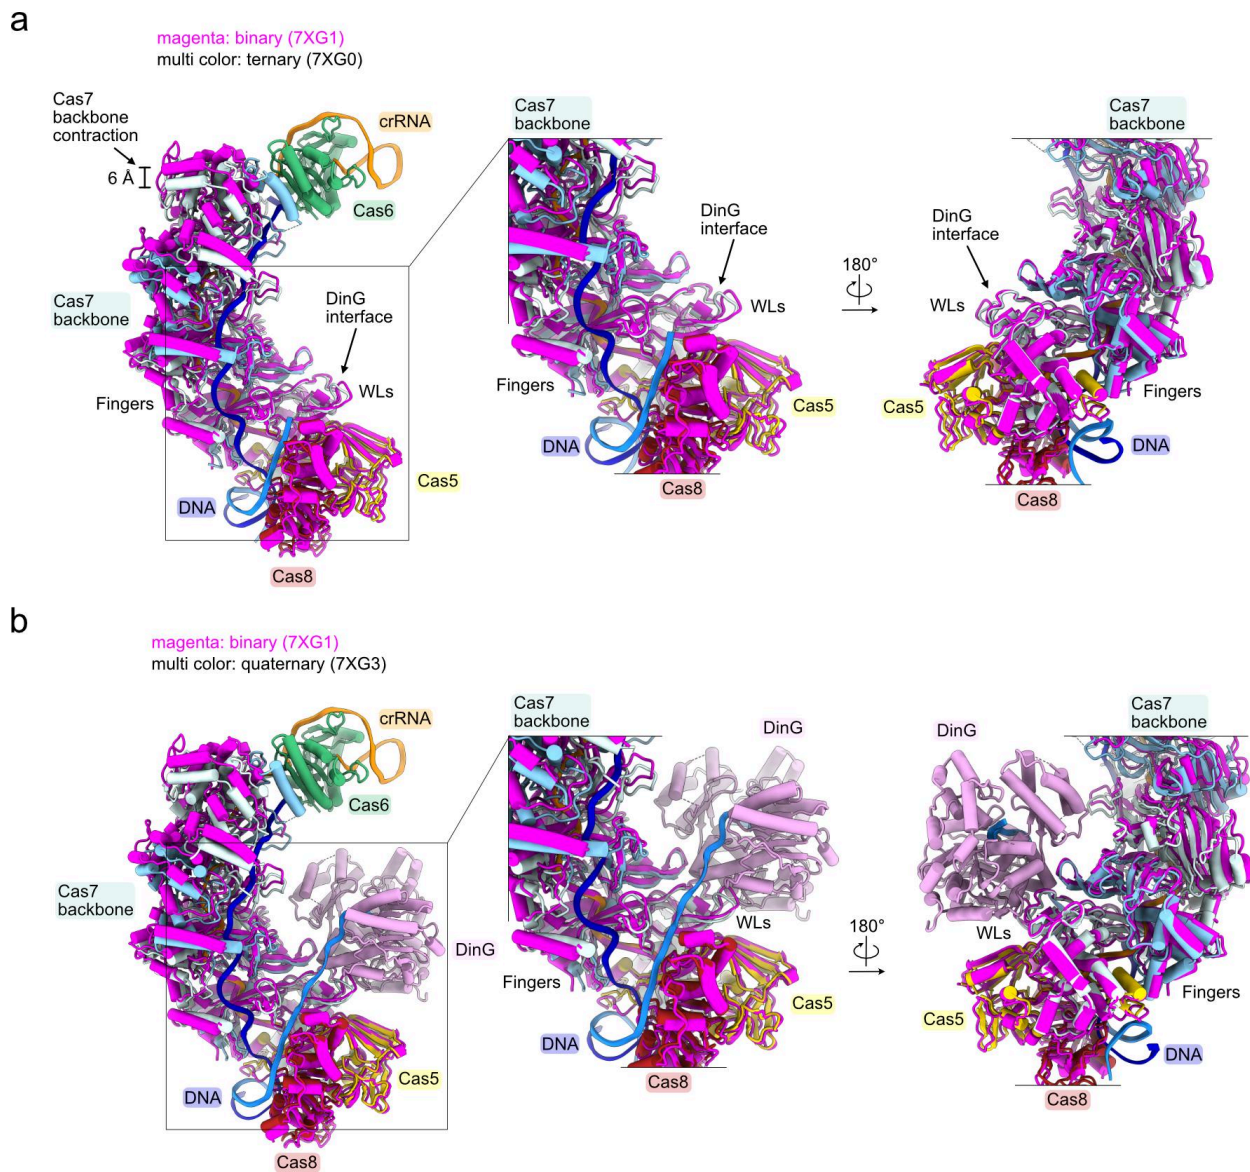 a
magenta: binary (7XG1)
multi color: ternary (7XG0)
Cas7
backbone
contraction
6 Å
crRNA
Cas6
Cas7
backbone
DinG
interface
Fingers
WLs
DNA
Cas5
Cas8
Cas7
backbone
DinG
interface
WLs
Cas5
DNA
Cas8
180°
Cas7
backbone
DinG
interface
WLs
Cas5
Fingers
DNA
Cas8
b
magenta: binary (7XG1)
multi color: quaternary (7XG3)
crRNA
Cas6
Cas7
backbone
DinG
Fingers
DNA
Cas5
Cas8
Cas7
backbone
DinG
WLs
Cas5
DNA
Cas8
180°
DinG
Cas7
backbone
WLs
Fingers
Cas5
DNA
Cas8